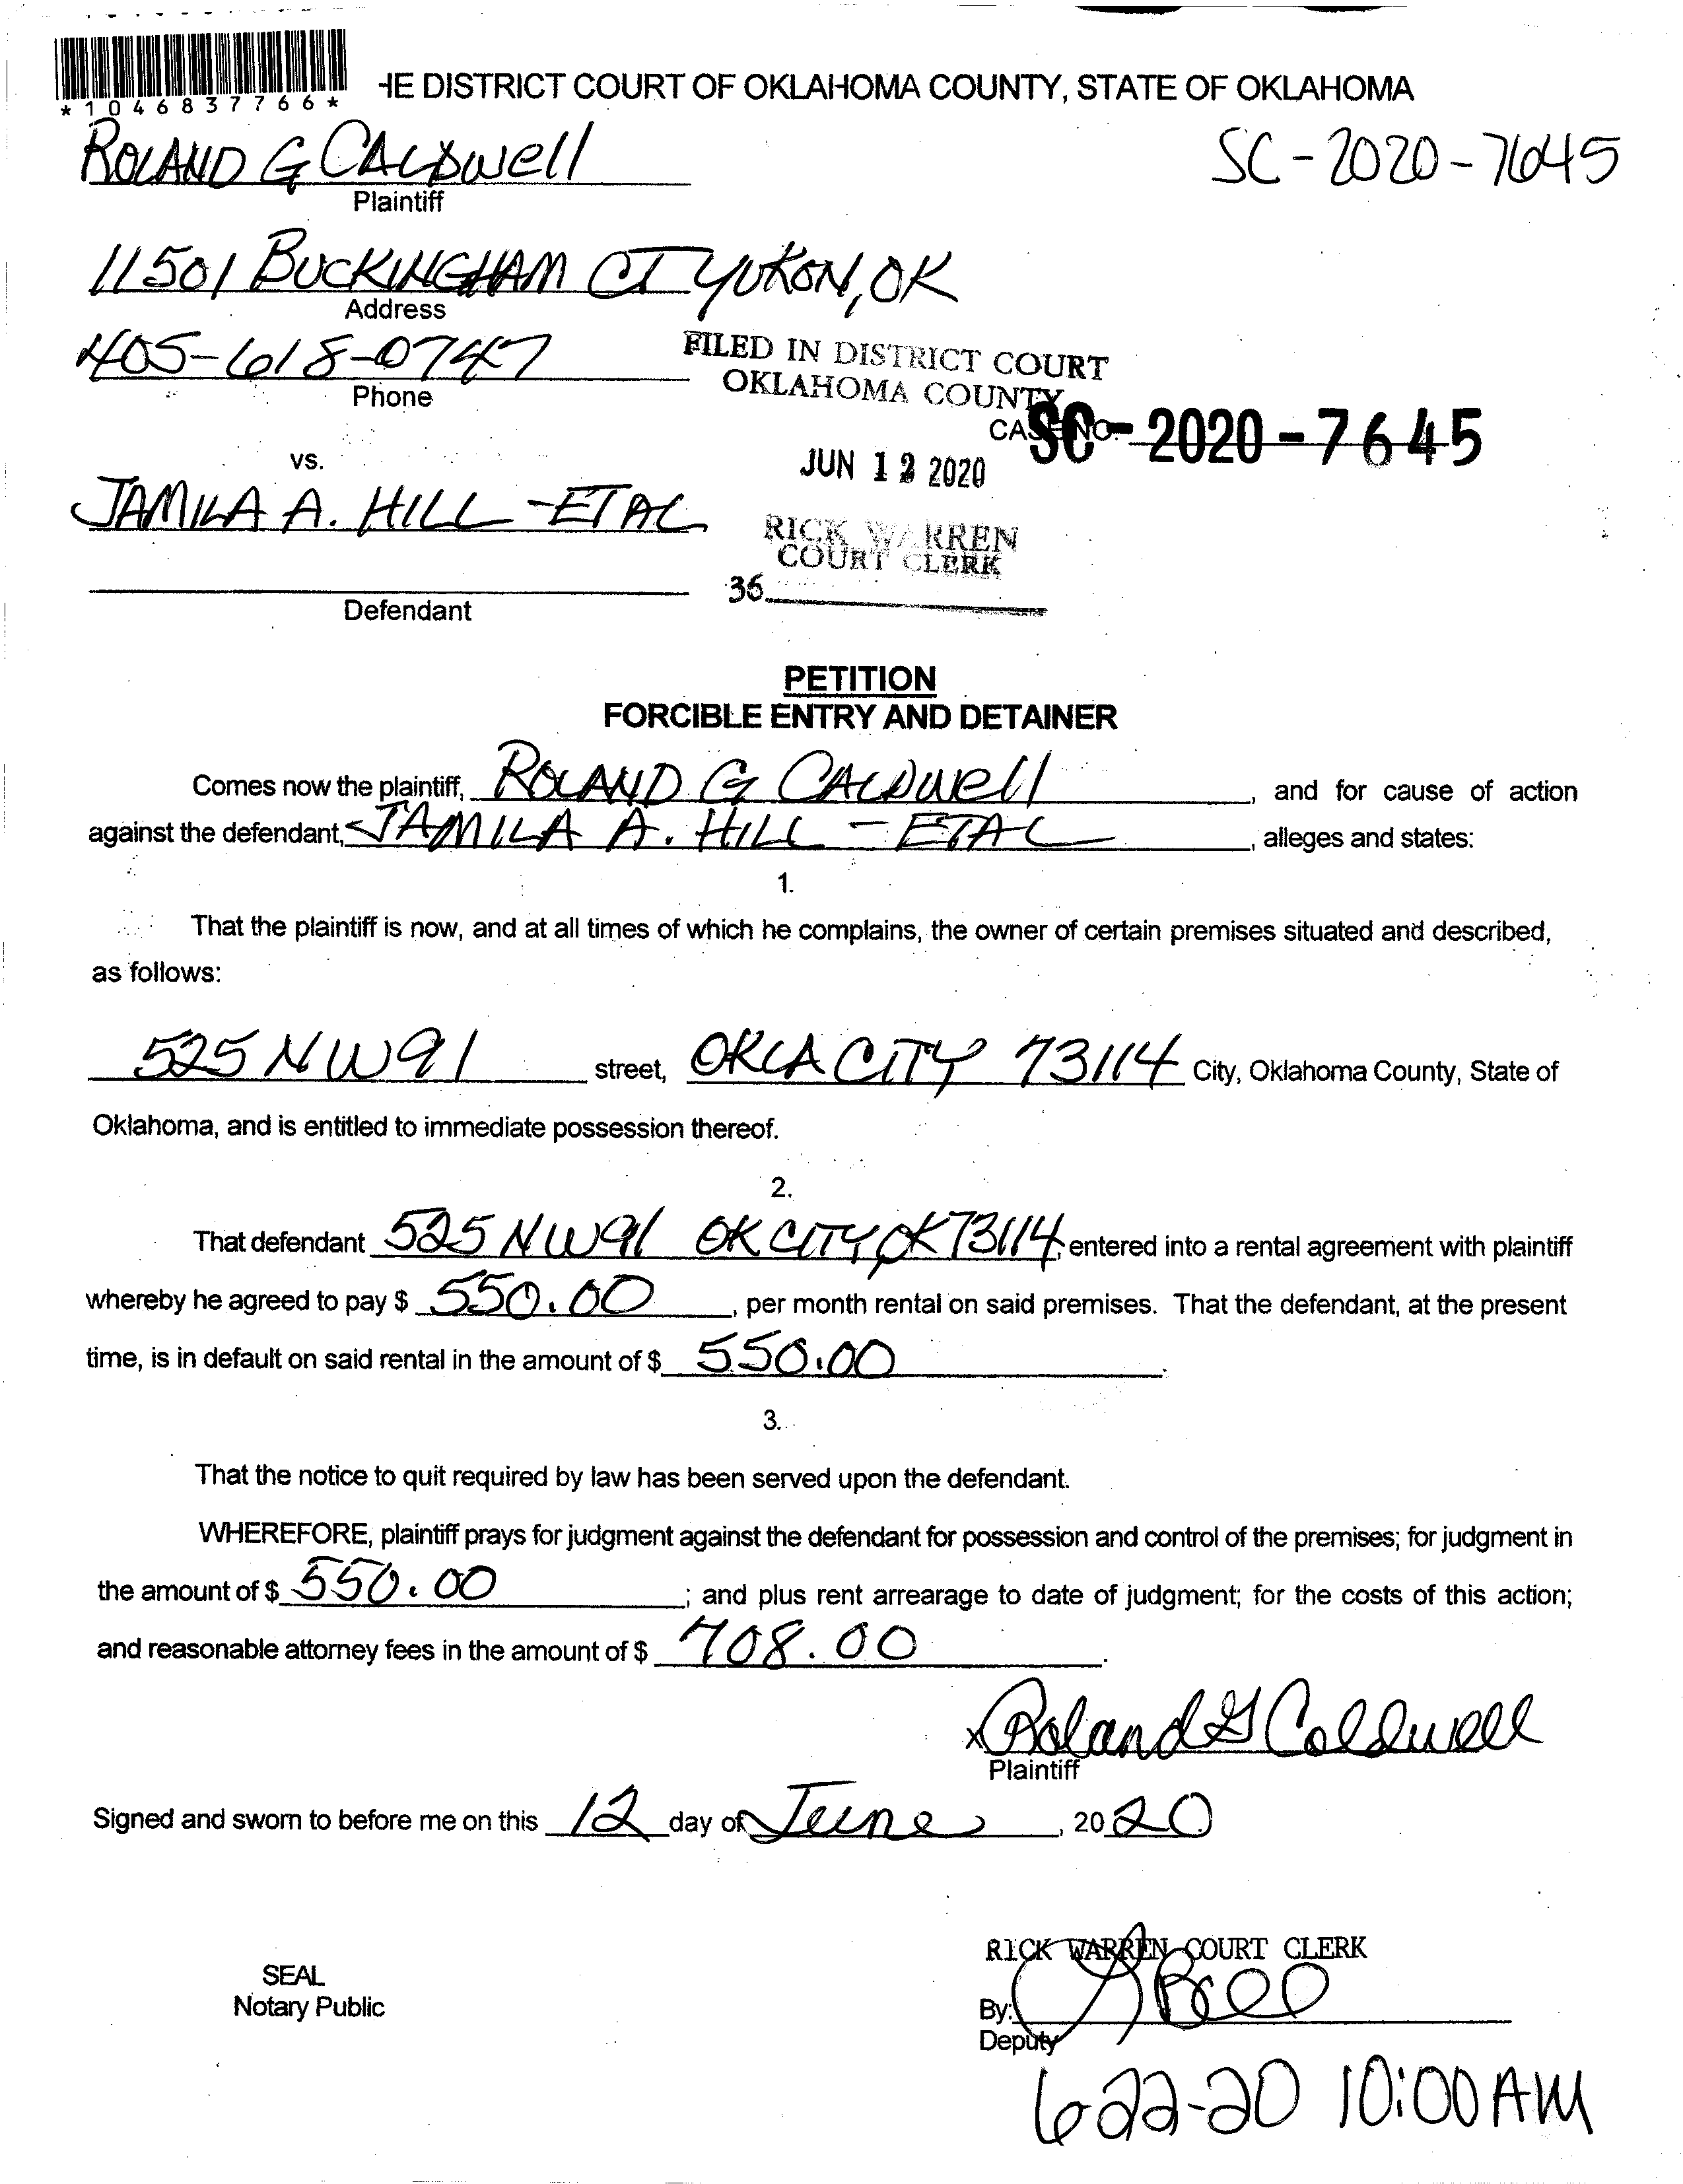 *1046837766*
HE DISTRICT COURT OF OKLAHOMA COUNTY, STATE OF OKLAHOMA
ROLAND G CALDWELL
SC-2020-7645
Plaintiff
11501 BUCKINGHAM CT YUKON, OK
Address
405-618-0747
Phone
FILED IN DISTRICT COURT
OKLAHOMA COUNTY
CASE NO.
SC-2020-7645
vs.
JUN 12 2020
JAMILA A. HILL -ETAL
RICK WARREN
COURT CLERK
36
Defendant
PETITION
FORCIBLE ENTRY AND DETAINER
Comes now the plaintiff, ROLAND G CALDWELL, and for cause of action
against the defendant, JAMILA A. HILL - ETAL, alleges and states:
1.
That the plaintiff is now, and at all times of which he complains, the owner of certain premises situated and described,
as follows:
525 NW 91 street, OKLA CITY 73114 City, Oklahoma County, State of
Oklahoma, and is entitled to immediate possession thereof.
2.
That defendant 525 NW 91 OK CITY OK 73114, entered into a rental agreement with plaintiff
whereby he agreed to pay $ 550.00, per month rental on said premises. That the defendant, at the present
time, is in default on said rental in the amount of $ 550.00.
3.
That the notice to quit required by law has been served upon the defendant.
WHEREFORE, plaintiff prays for judgment against the defendant for possession and control of the premises; for judgment in
the amount of $ 550.00; and plus rent arrearage to date of judgment; for the costs of this action;
and reasonable attorney fees in the amount of $ 708.00.
x Roland G Caldwell
Plaintiff
Signed and sworn to before me on this 12 day of June, 2020
RICK WARREN COURT CLERK
SEAL
Notary Public
By:
Deputy
6-22-20 10:00 AM